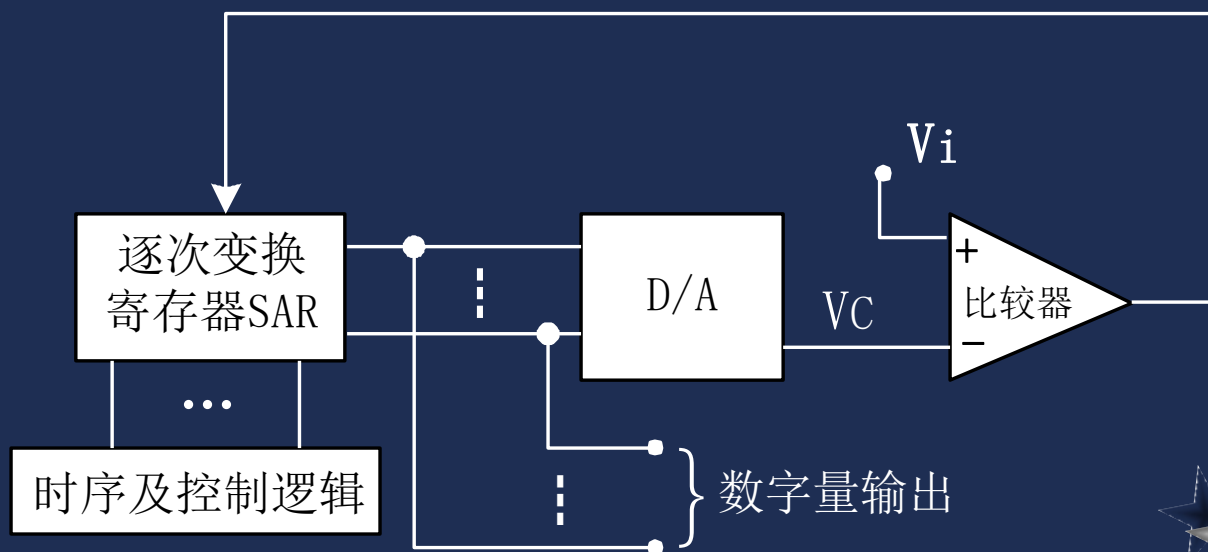 Vi
逐次变换
寄存器SAR
D/A
VC
+
比较器
−
...
时序及控制逻辑
数字量输出